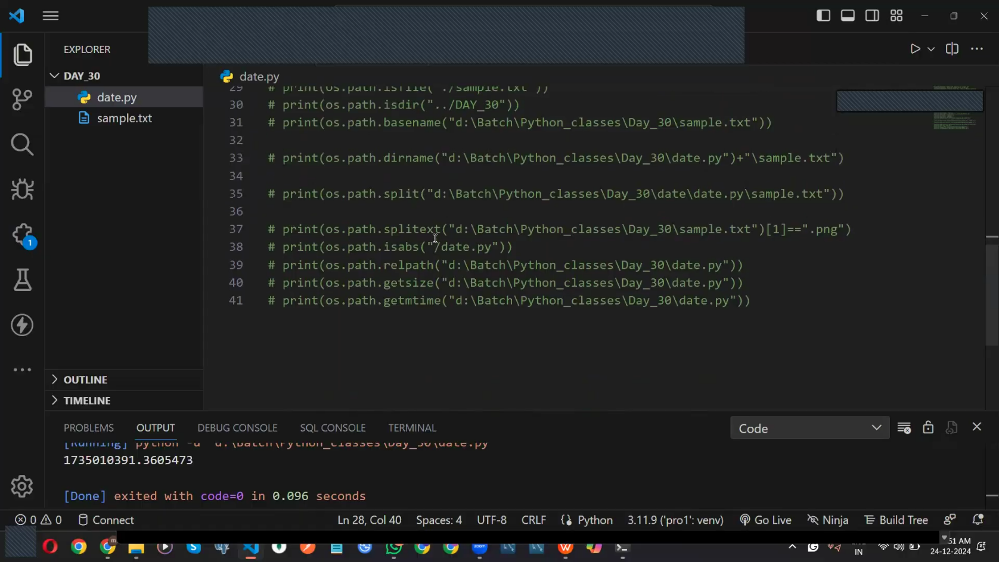 EXPLORER
DAY_30
date.py
sample.txt
OUTLINE
TIMELINE
1
date.py
29 # print(os.path.isfile("./sample.txt"))
30 # print(os.path.isdir("../DAY_30"))
31 # print(os.path.basename("d:\Batch\Python_classes\Day_30\sample.txt"))
32
33 # print(os.path.dirname("d:\Batch\Python_classes\Day_30\date.py")+"\sample.txt")
34
35 # print(os.path.split("d:\Batch\Python_classes\Day_30\date\date.py\sample.txt"))
36
37 # print(os.path.splitext("d:\Batch\Python_classes\Day_30\sample.txt")[1]==".png")
38 # print(os.path.isabs("/date.py"))
39 # print(os.path.relpath("d:\Batch\Python_classes\Day_30\date.py"))
40 # print(os.path.getsize("d:\Batch\Python_classes\Day_30\date.py"))
41 # print(os.path.getmtime("d:\Batch\Python_classes\Day_30\date.py"))
PROBLEMS OUTPUT DEBUG CONSOLE SQL CONSOLE TERMINAL Code
[Running] python -u "d:\Batch\Python_classes\Day_30\date.py"
1735010391.3605473
[Done] exited with code=0 in 0.096 seconds
0 0 Connect Ln 28, Col 40 Spaces: 4 UTF-8 CRLF Python 3.11.9 ('pro1': venv) Go Live Ninja Build Tree
IN
51 AM
24-12-2024